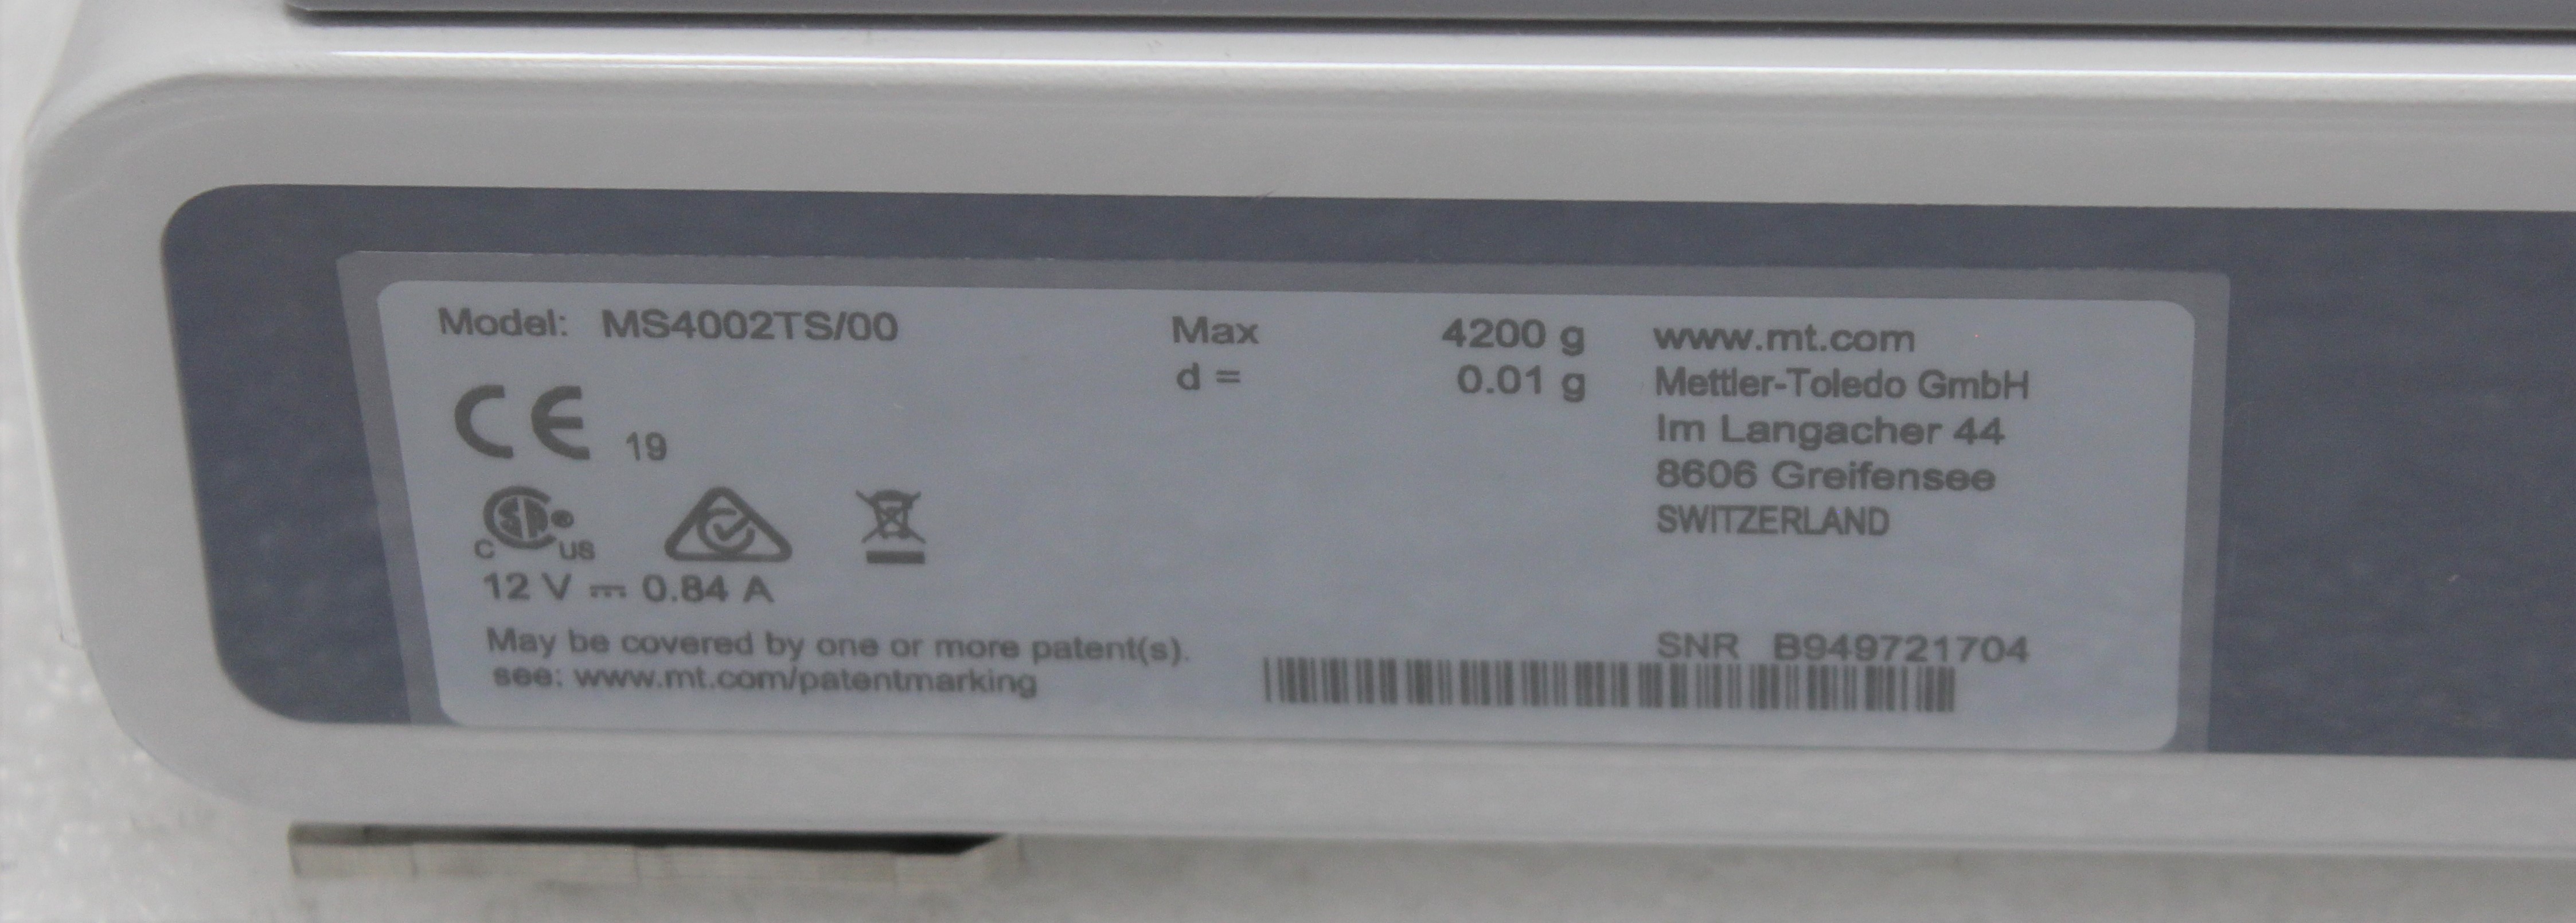 Model: MS4002TS/00
Max 4200 g
d = 0.01 g
www.mt.com
Mettler-Toledo GmbH
Im Langacher 44
8606 Greifensee
SWITZERLAND
CE 19
C SA ® US
12 V ⎓ 0.84 A
May be covered by one or more patent(s).
see: www.mt.com/patentmarking
SNR B949721704